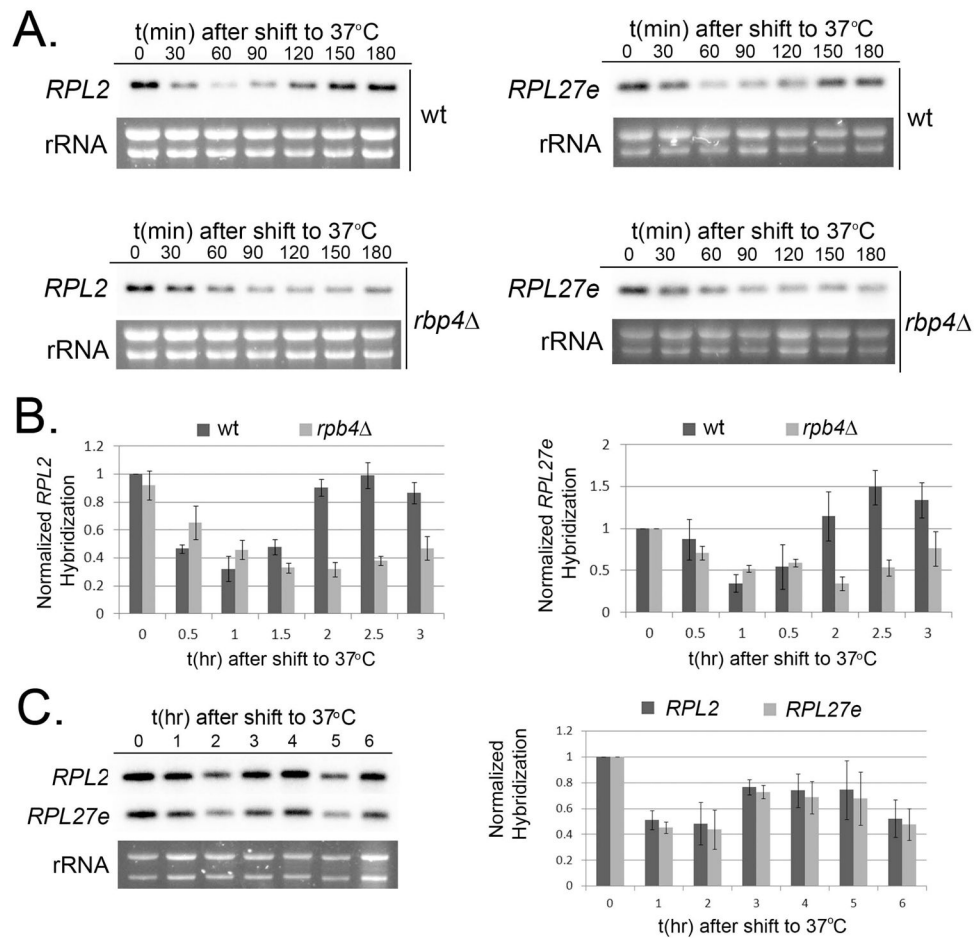 A.
t(min) after shift to 37°C
0 30 60 90 120 150 180
RPL2
rRNA
wt
t(min) after shift to 37°C
0 30 60 90 120 150 180
RPL27e
rRNA
wt
t(min) after shift to 37°C
0 30 60 90 120 150 180
RPL2
rRNA
rbp4Δ
t(min) after shift to 37°C
0 30 60 90 120 150 180
RPL27e
rRNA
rbp4Δ
B.
wt rpb4Δ
Normalized RPL2
Hybridization
1.2
1
0.8
0.6
0.4
0.2
0
0 0.5 1 1.5 2 2.5 3
t(hr) after shift to 37°C
wt rpb4Δ
Normalized RPL27e
Hybridization
2
1.5
1
0.5
0
0 0.5 1 0.5 2 2.5 3
t(hr) after shift to 37°C
C.
t(hr) after shift to 37°C
0 1 2 3 4 5 6
RPL2
RPL27e
rRNA
RPL2 RPL27e
Normalized
Hybridization
1
0.8
0.6
0.4
0.2
0
0 1 2 3 4 5 6
t(hr) after shift to 37°C